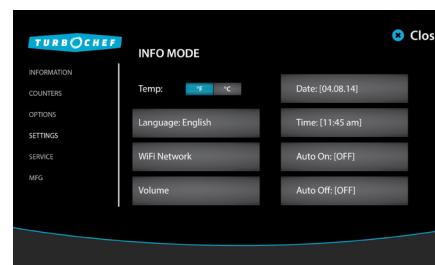 TURBOCHEF
Clos
INFO MODE
INFORMATION
COUNTERS
OPTIONS
SETTINGS
SERVICE
MFG
Temp: °F °C
Language: English
WiFi Network
Volume
Date: [04.08.14]
Time: [11:45 am]
Auto On: [OFF]
Auto Off: [OFF]